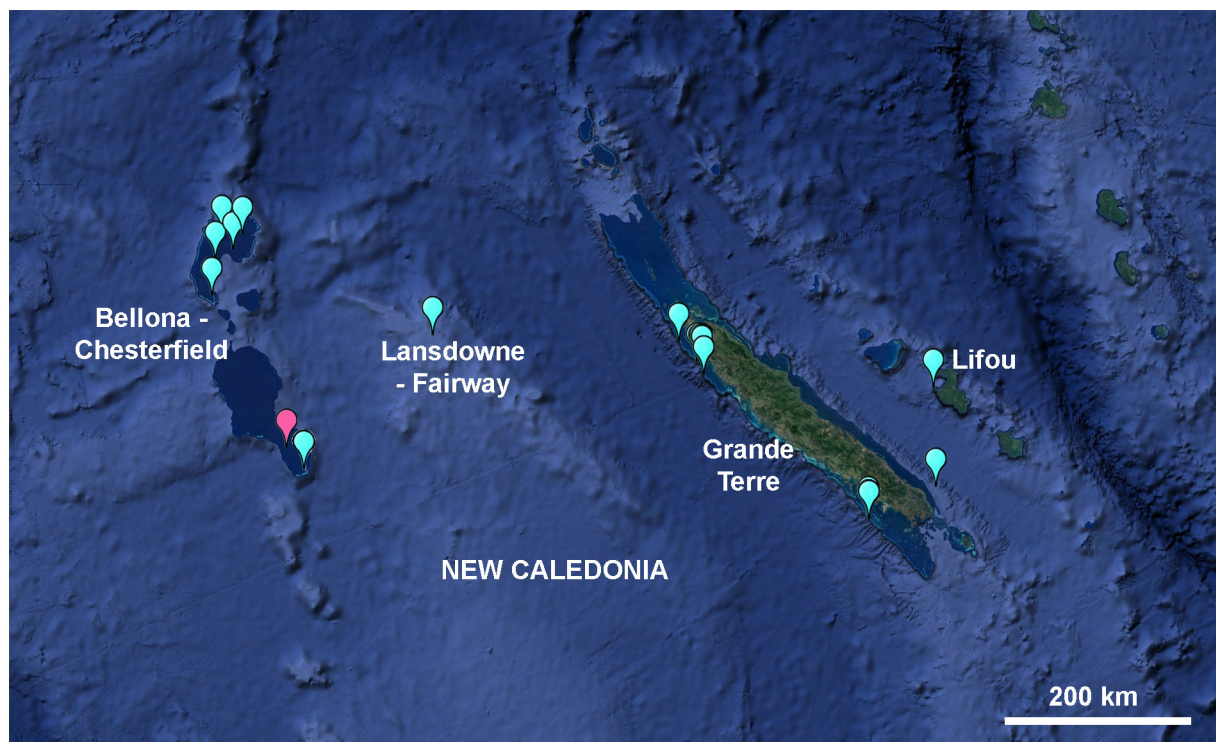 Bellona -
Chesterfield
Lansdowne
- Fairway
Lifou
Grande
Terre
NEW CALEDONIA
200 km